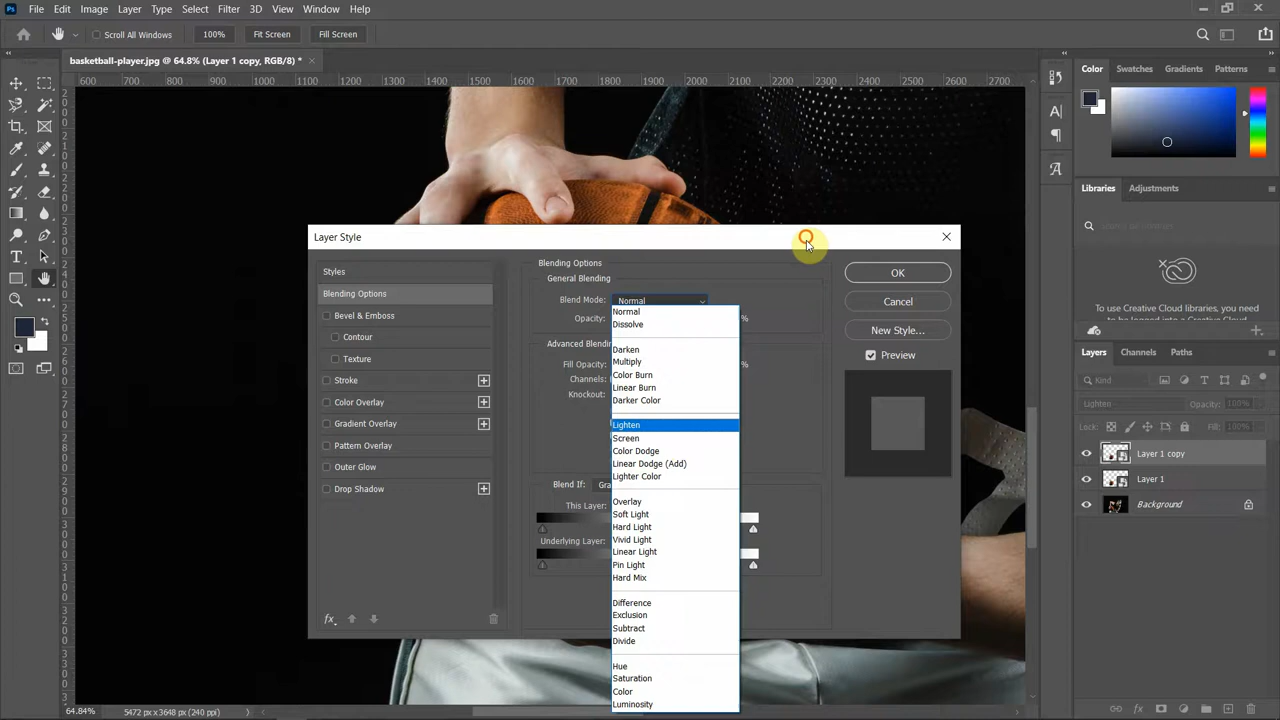 Ps File Edit Image Layer Type Select Filter 3D View Window Help
Scroll All Windows 100% Fit Screen Fill Screen
basketball-player.jpg @ 64.8% (Layer 1 copy, RGB/8) *
600 1000 1100 1200 1300 1400 1500 1600 1700 1800 1900 2000 2100 2200 2300 2400 2500 2600 2700
Color Swatches Gradients Patterns
Libraries Adjustments
To use Creative Cloud libraries, you
need to be logged into a Creative Cloud
Layers Channels Paths
Kind
Lighten Opacity: 100%
Lock: Fill: 100%
Layer 1 copy
Layer 1
Background
Layer Style
Styles
Blending Options
Bevel & Emboss
Contour
Texture
Stroke
Color Overlay
Gradient Overlay
Pattern Overlay
Outer Glow
Drop Shadow
fx
Blending Options
General Blending
Blend Mode: Normal
Opacity: %
Advanced Blendin
Fill Opacity: %
Channels:
Knockout:
Blend If: Gra
This Layer:
Underlying Layer:
Normal
Dissolve
Darken
Multiply
Color Burn
Linear Burn
Darker Color
Lighten
Screen
Color Dodge
Linear Dodge (Add)
Lighter Color
Overlay
Soft Light
Hard Light
Vivid Light
Linear Light
Pin Light
Hard Mix
Difference
Exclusion
Subtract
Divide
Hue
Saturation
Color
Luminosity
OK
Cancel
New Style...
Preview
64.84% 5472 px x 3648 px (240 ppi)